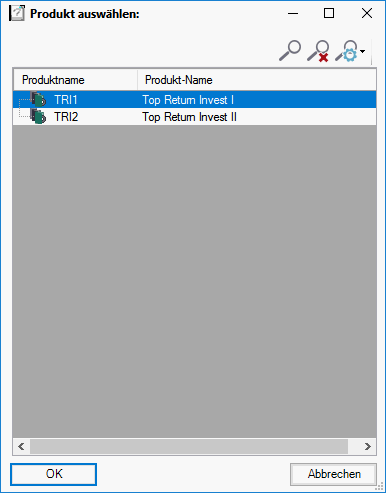 Produkt auswählen:
Produktname Produkt-Name
TRI1 Top Return Invest I
TRI2 Top Return Invest II
OK Abbrechen